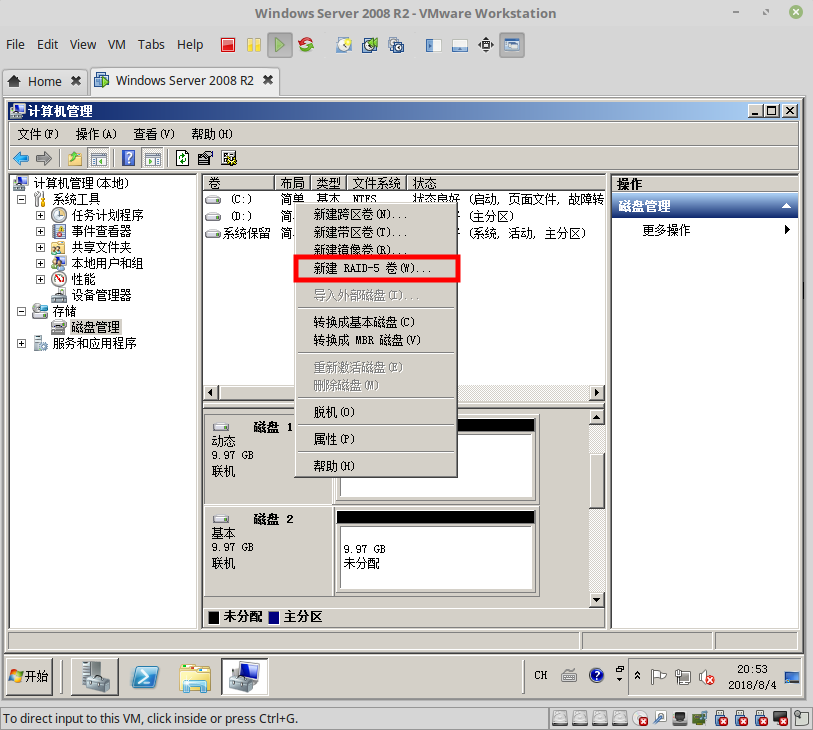 Windows Server 2008 R2 - VMware Workstation
File Edit View VM Tabs Help
Home Windows Server 2008 R2
计算机管理
文件(F) 操作(A) 查看(V) 帮助(H)
计算机管理(本地)
系统工具
任务计划程序
事件查看器
共享文件夹
本地用户和组
性能
设备管理器
存储
磁盘管理
服务和应用程序
卷 布局 类型 文件系统 状态
(C:) 简单 基本 NTFS 状态良好 (启动, 页面文件, 故障转
(D:) 简 (主分区)
系统保留 简 (系统, 活动, 主分区)
新建跨区卷(N)...
新建带区卷(T)...
新建镜像卷(R)...
新建 RAID-5 卷(W)...
导入外部磁盘(I)...
转换成基本磁盘(C)
转换成 MBR 磁盘(V)
重新激活磁盘(E)
删除磁盘(M)
脱机(O)
属性(P)
帮助(H)
磁盘 1
动态
9.97 GB
联机
磁盘 2
基本
9.97 GB
联机
9.97 GB
未分配
未分配 主分区
操作
磁盘管理
更多操作
开始
CH
20:53
2018/8/4
To direct input to this VM, click inside or press Ctrl+G.